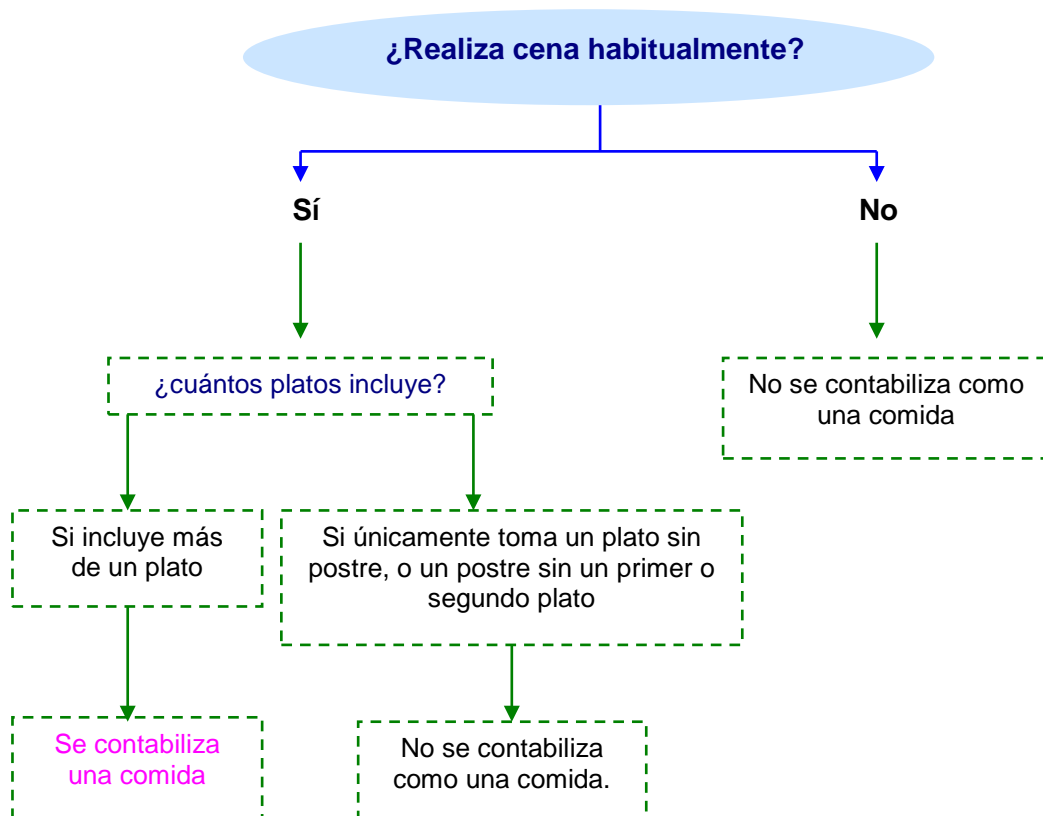 ¿Realiza cena habitualmente?
Sí
No
¿cuántos platos incluye?
No se contabiliza como
una comida
Si incluye más
de un plato
Si únicamente toma un plato sin
postre, o un postre sin un primer o
segundo plato
Se contabiliza
una comida
No se contabiliza
como una comida.